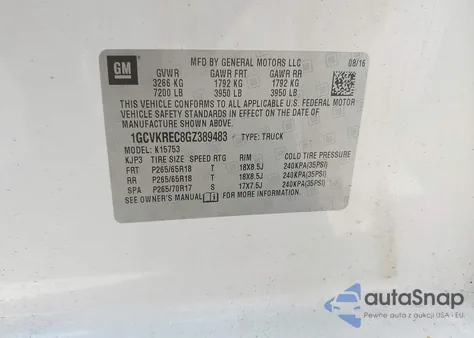 GM
MFD BY GENERAL MOTORS LLC 08/16
GVWR GAWR FRT GAWR RR
3266 KG 1792 KG 1792 KG
7200 LB 3950 LB 3950 LB
THIS VEHICLE CONFORMS TO ALL APPLICABLE U.S. FEDERAL MOTOR
VEHICLE SAFETY STANDARDS IN EFFECT ON THE DATE OF
MANUFACTURE SHOWN ABOVE.
1GCVKREC8GZ389483 TYPE: TRUCK
MODEL: K15753
KJP3 TIRE SIZE SPEED RTG RIM COLD TIRE PRESSURE
FRT P265/65R18 T 18X8.5J 240KPA(35PSI)
RR P265/65R18 T 18X8.5J 240KPA(35PSI)
SPA P265/70R17 S 17X7.5J 240KPA(35PSI)
SEE OWNER'S MANUAL FOR MORE INFORMATION.
autoSnap
Pewne auta z aukcji USA i EU.